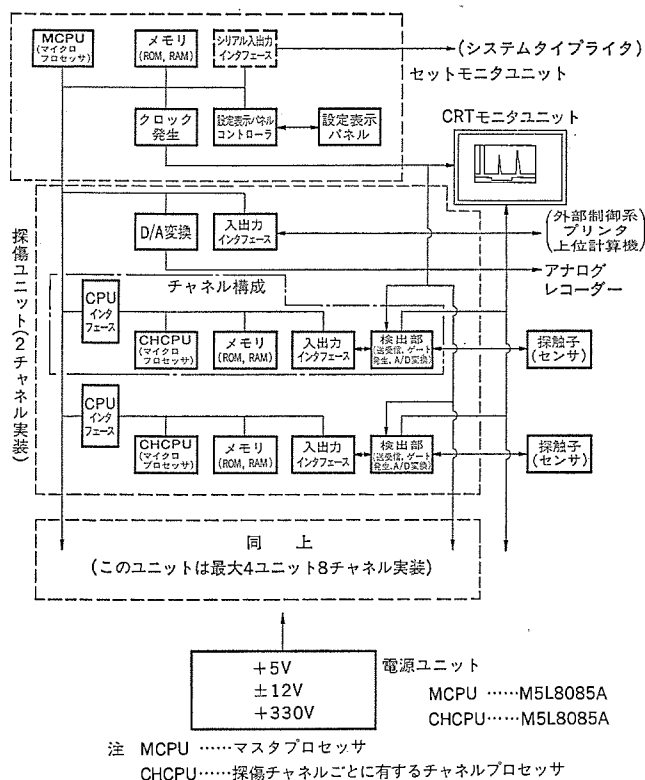 MCPU
(マイクロ
プロセッサ)
メモリ
(ROM, RAM)
シリアル入出力
インタフェース
(システムタイプライタ)
セットモニタユニット
クロック
発生
設定表示パネル
コントローラ
設定表示
パネル
CRTモニタユニット
探傷ユニット(2チャネル実装)
D/A変換
入出力
インタフェース
(外部制御系
プリンタ
上位計算機)
アナログ
レコーダー
チャネル構成
CPU
インタ
フェース
CHCPU
(マイクロ
プロセッサ)
メモリ
(ROM, RAM)
入出力
インタフェース
検出部
(送受信, ゲート
発生, A/D変換)
探触子
(センサ)
CPU
インタ
フェース
CHCPU
(マイクロ
プロセッサ)
メモリ
(ROM, RAM)
入出力
インタフェース
検出部
(送受信, ゲート
発生, A/D変換)
探触子
(センサ)
同 上
(このユニットは最大4ユニット8チャネル実装)
+5V
±12V
+330V
電源ユニット
MCPU ……M5L8085A
CHCPU……M5L8085A
注 MCPU ……マスタプロセッサ
CHCPU……探傷チャネルごとに有するチャネルプロセッサ